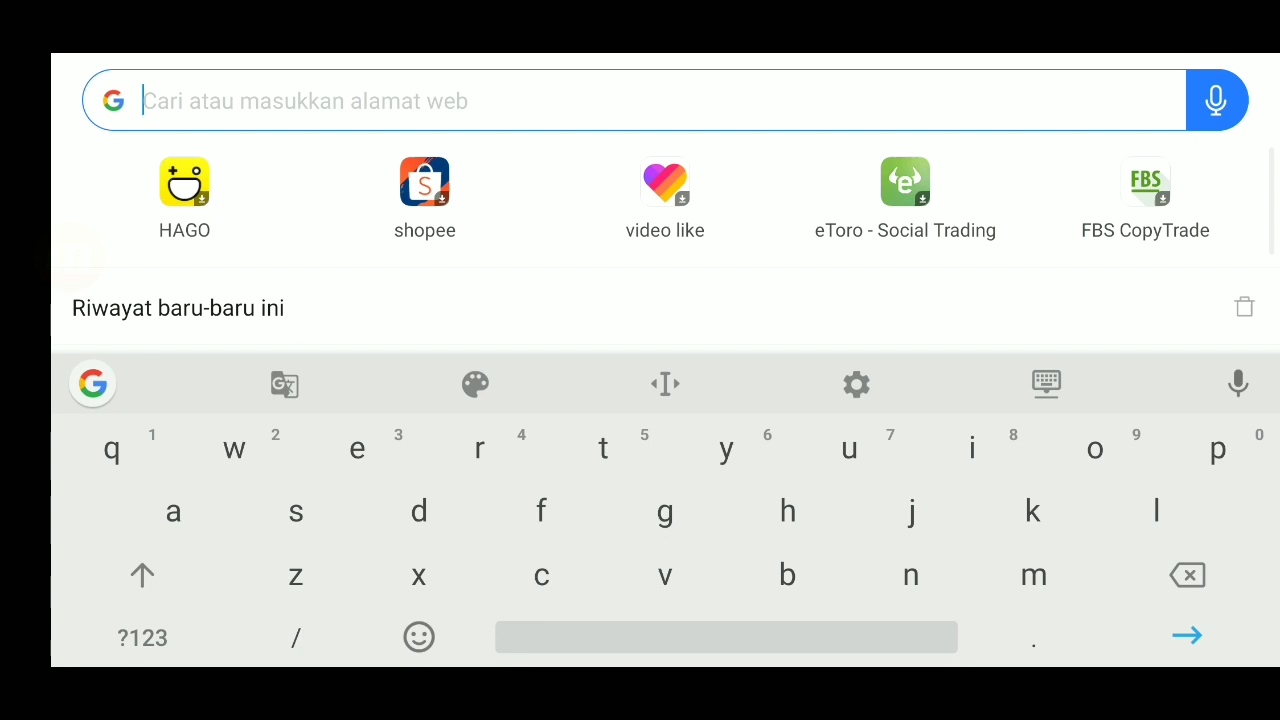 Cari atau masukkan alamat web
S e FBS
HAGO shopee video like eToro - Social Trading FBS CopyTrade
Riwayat baru-baru ini
q 1 w 2 e 3 r 4 t 5 y 6 u 7 i 8 o 9 p 0
a s d f g h j k l
z x c v b n m
?123 / .